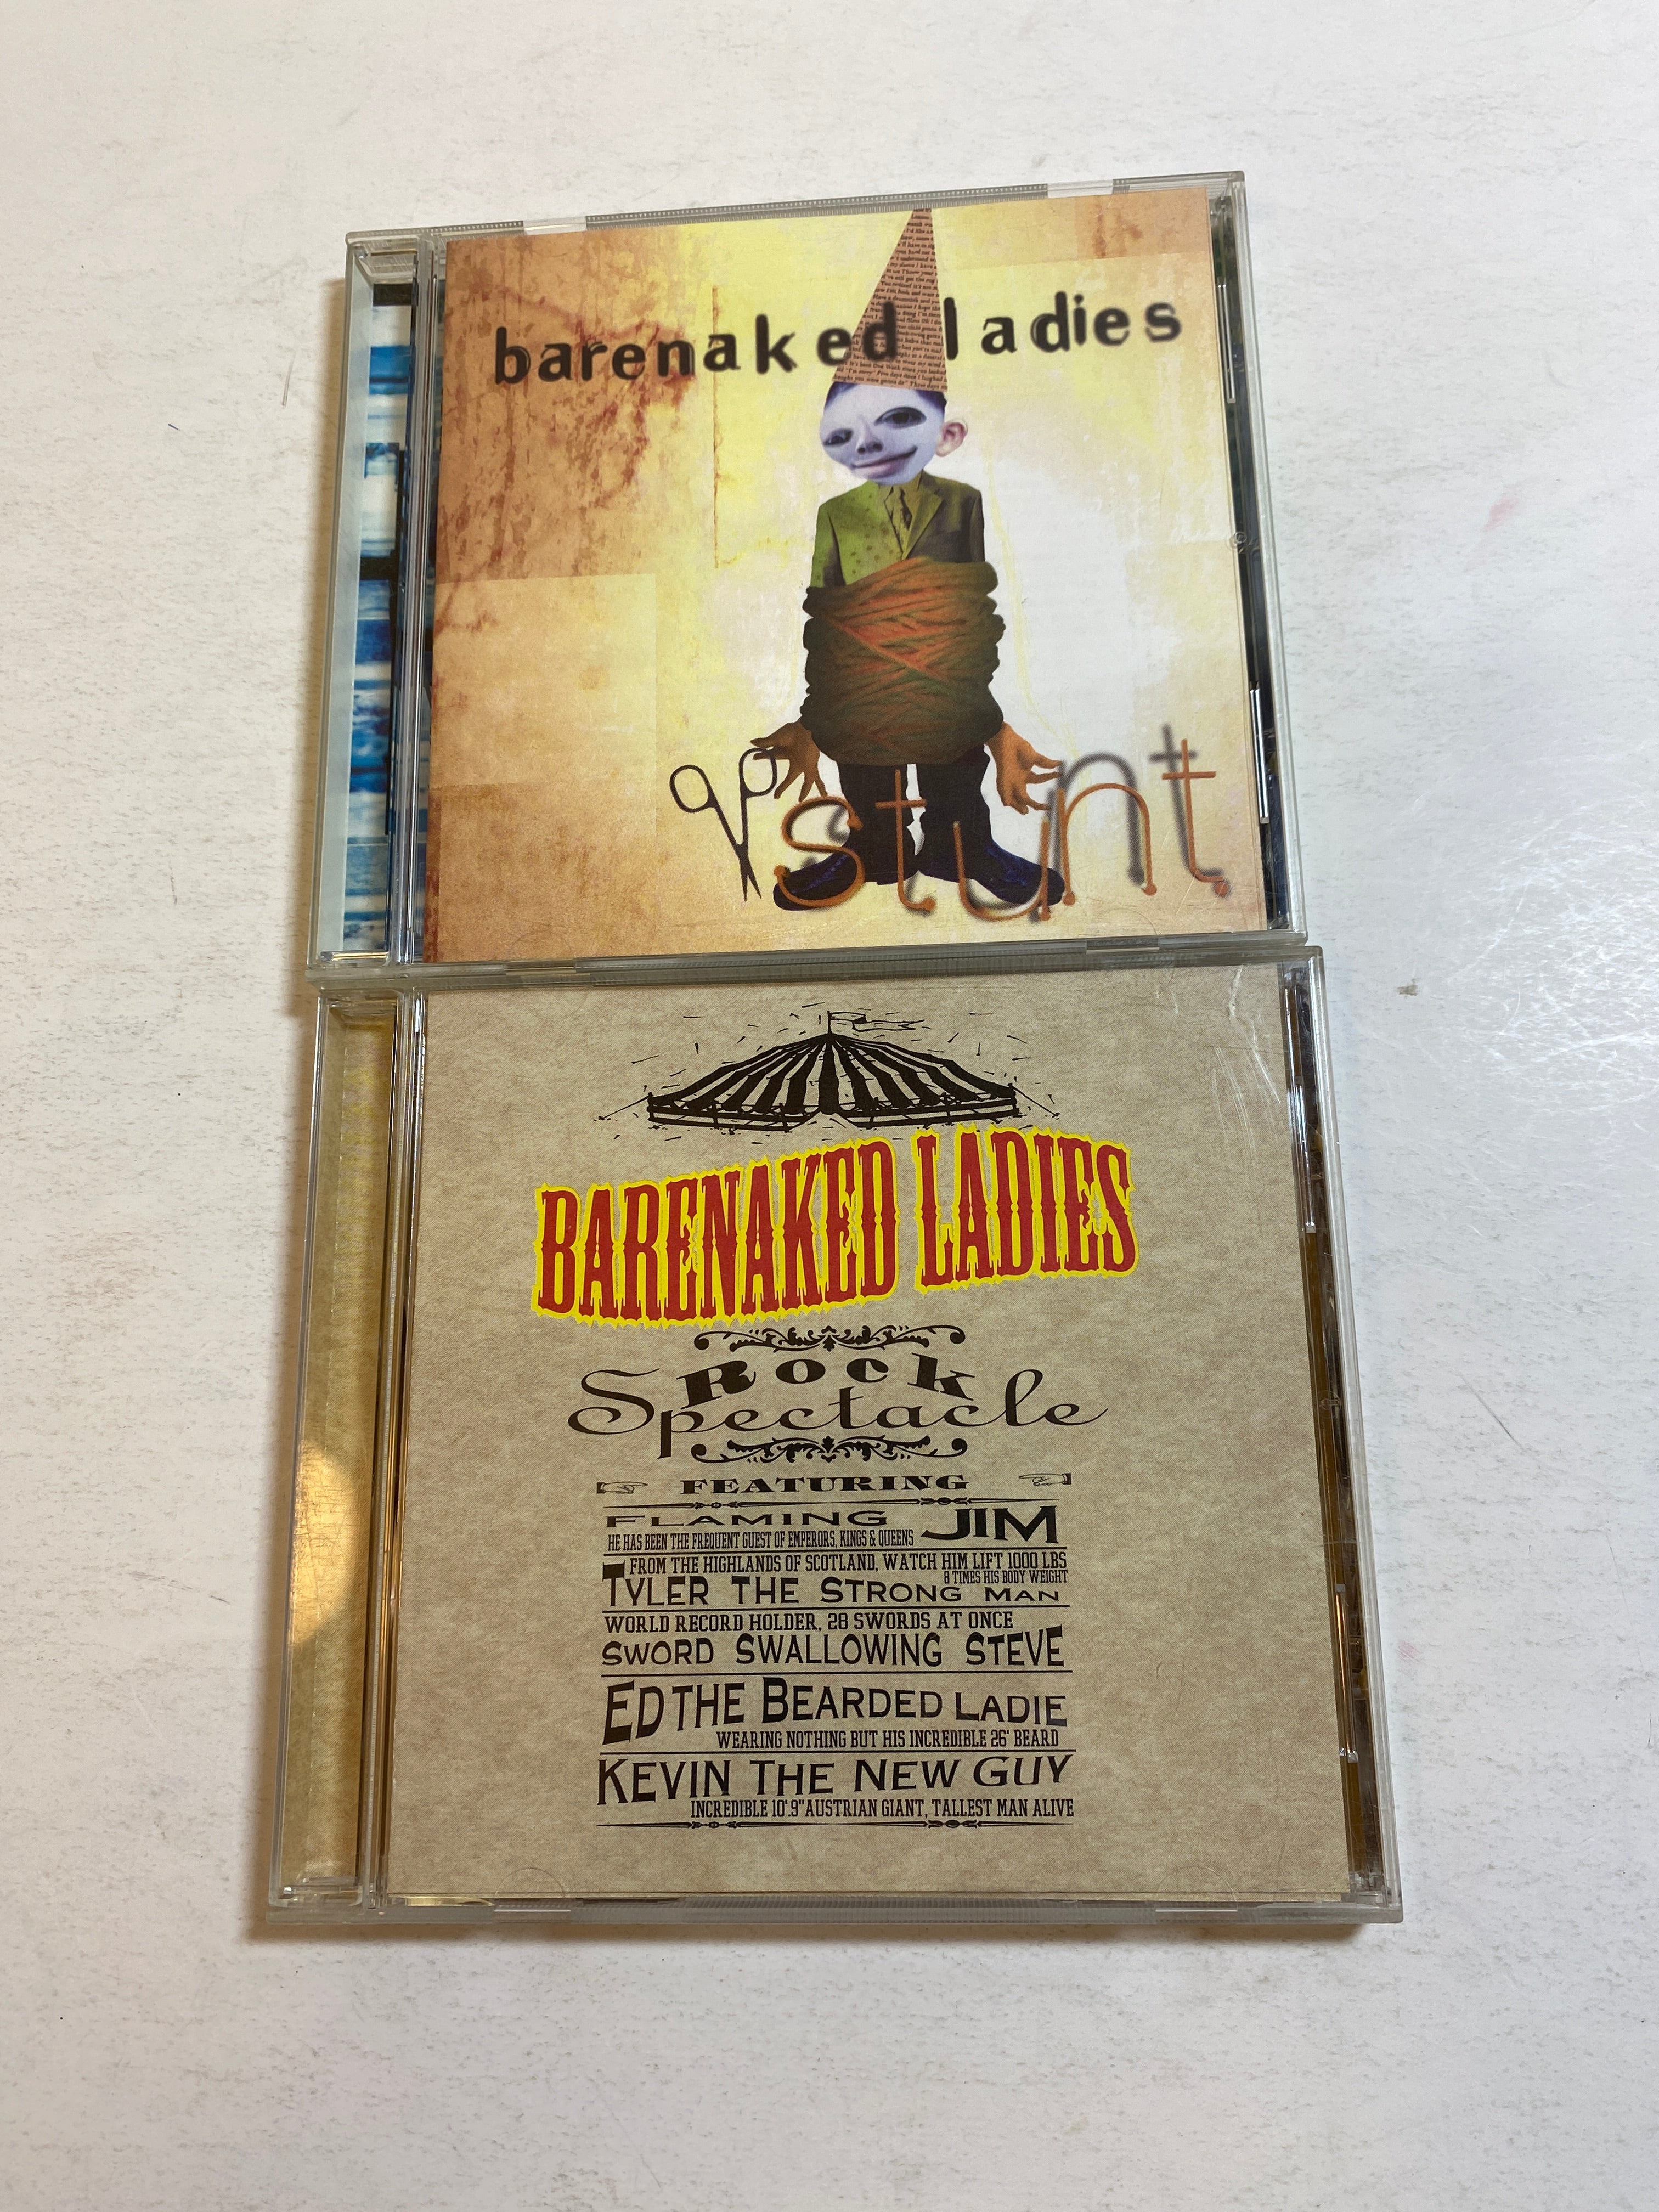 barenaked ladies
stunt
BARENAKED LADIES
Rock
Spectacle
FEATURING
FLAMING JIM
HE HAS BEEN THE FREQUENT GUEST OF EMPERORS, KINGS & QUEENS
FROM THE HIGHLANDS OF SCOTLAND, WATCH HIM LIFT 1000 LBS
8 TIMES HIS BODY WEIGHT
TYLER THE STRONG MAN
WORLD RECORD HOLDER, 28 SWORDS AT ONCE
SWORD SWALLOWING STEVE
ED THE BEARDED LADIE
WEARING NOTHING BUT HIS INCREDIBLE 26' BEARD
KEVIN THE NEW GUY
INCREDIBLE 10'.9" AUSTRIAN GIANT, TALLEST MAN ALIVE